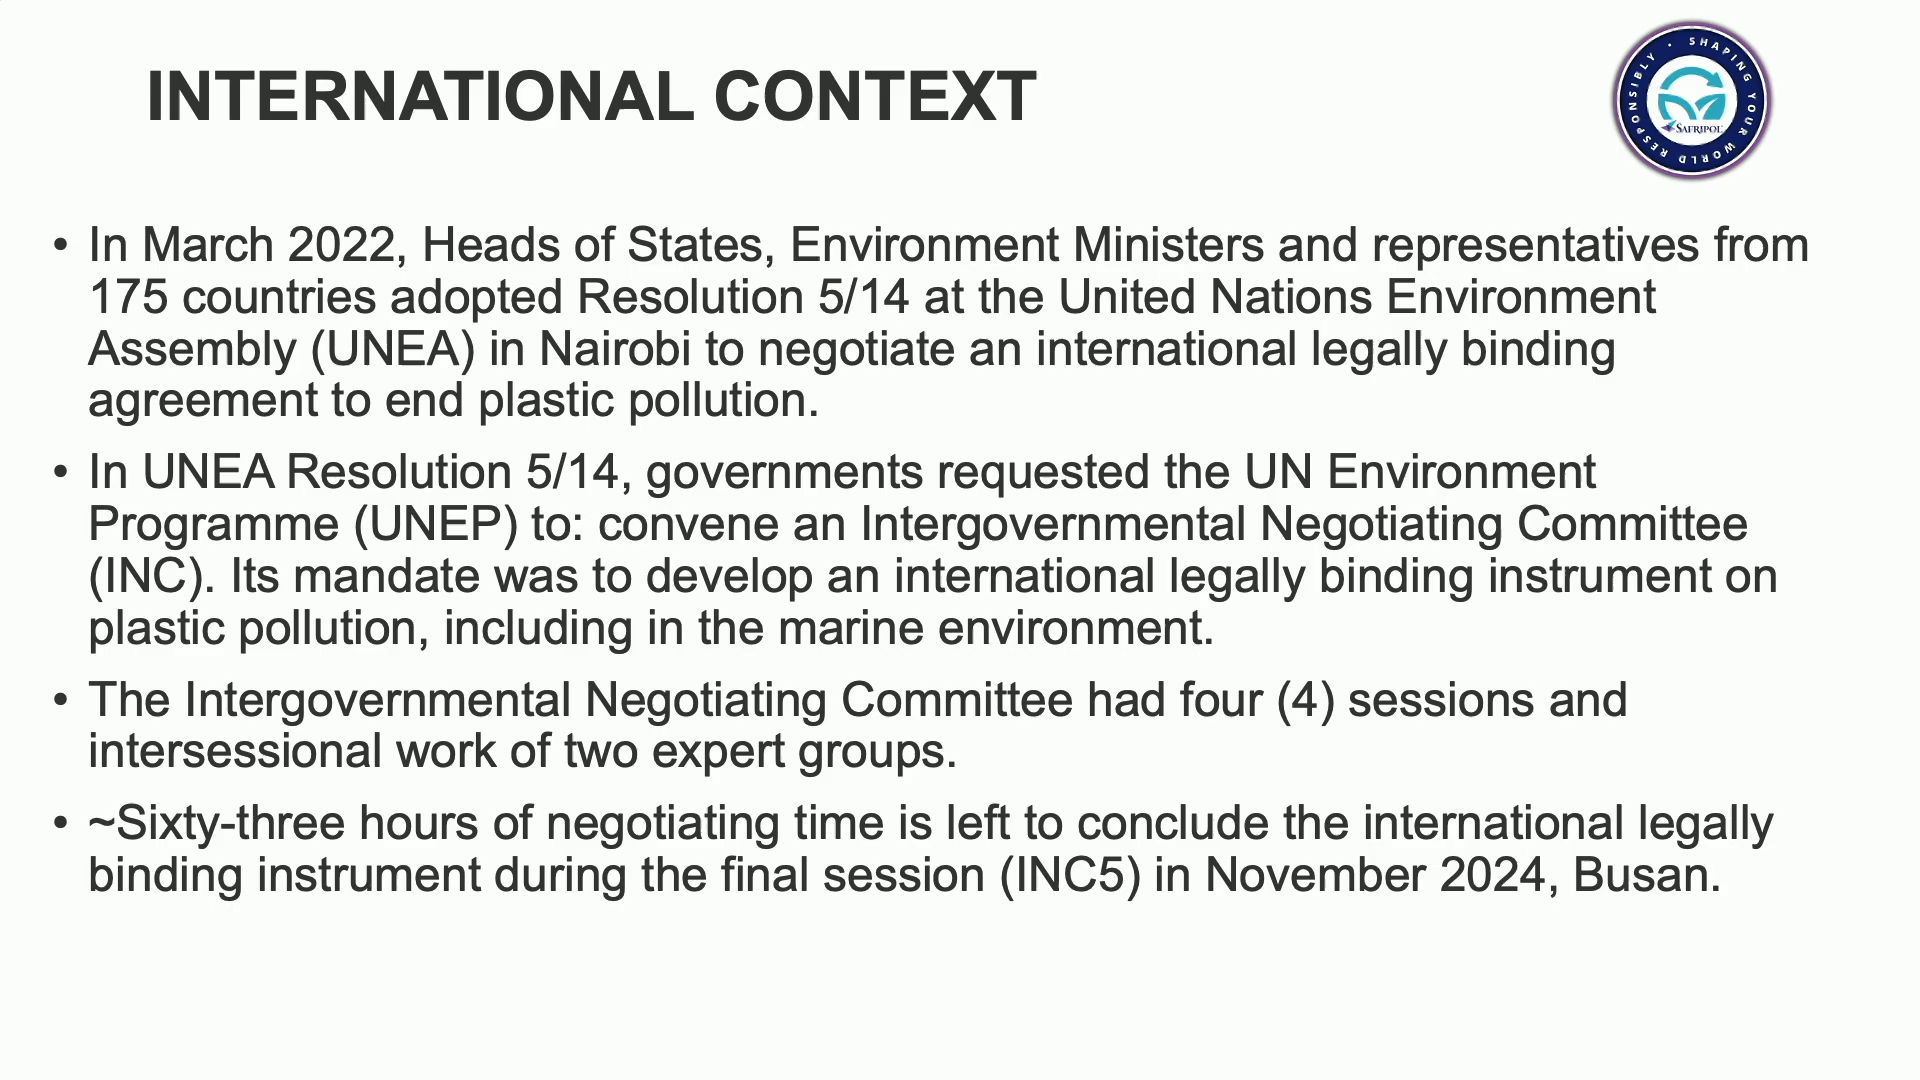 INTERNATIONAL CONTEXT
SHAPING YOUR WORLD RESPONSIBLY •
SAFRIPOL
• In March 2022, Heads of States, Environment Ministers and representatives from
175 countries adopted Resolution 5/14 at the United Nations Environment
Assembly (UNEA) in Nairobi to negotiate an international legally binding
agreement to end plastic pollution.
• In UNEA Resolution 5/14, governments requested the UN Environment
Programme (UNEP) to: convene an Intergovernmental Negotiating Committee
(INC). Its mandate was to develop an international legally binding instrument on
plastic pollution, including in the marine environment.
• The Intergovernmental Negotiating Committee had four (4) sessions and
intersessional work of two expert groups.
• ~Sixty-three hours of negotiating time is left to conclude the international legally
binding instrument during the final session (INC5) in November 2024, Busan.